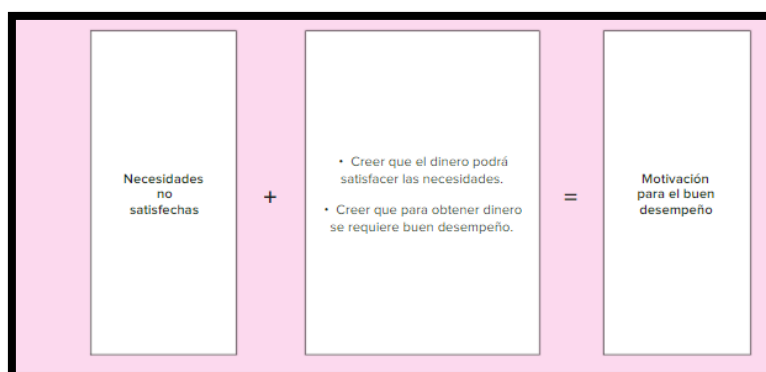 Necesidades
no
satisfechas
+
• Creer que el dinero podrá
satisfacer las necesidades.
• Creer que para obtener dinero
se requiere buen desempeño.
=
Motivación
para el buen
desempeño